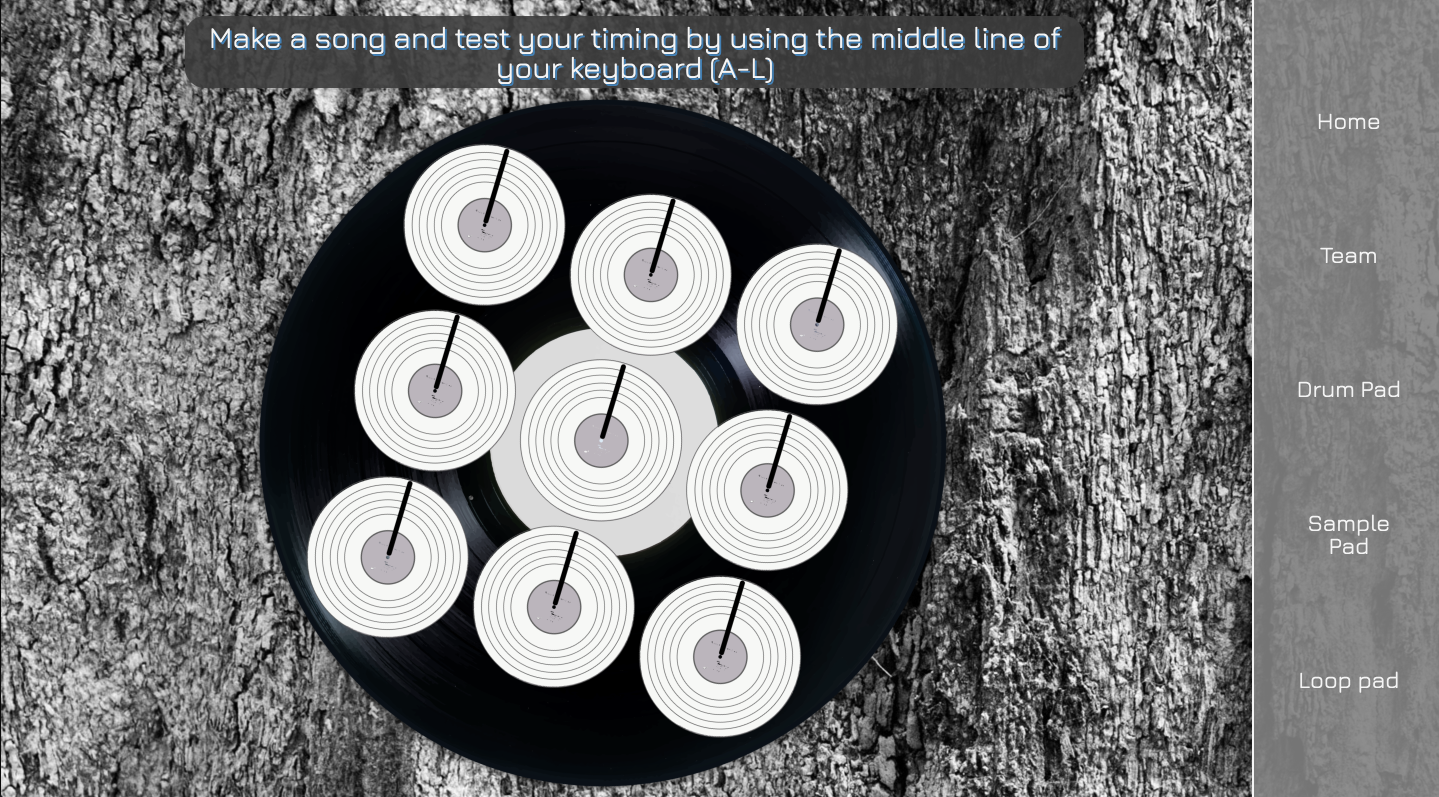 Make a song and test your timing by using the middle line of
your keyboard (A-L)
Home
Team
Drum Pad
Sample
Pad
Loop pad